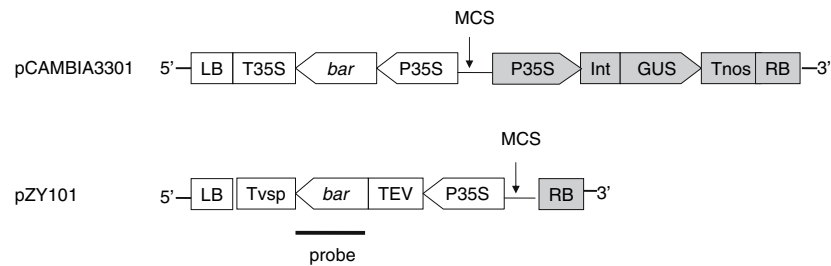 MCS
pCAMBIA3301 5’ LB T35S bar P35S P35S Int GUS Tnos RB 3’
MCS
pZY101 5’ LB Tvsp bar TEV P35S RB 3’
probe